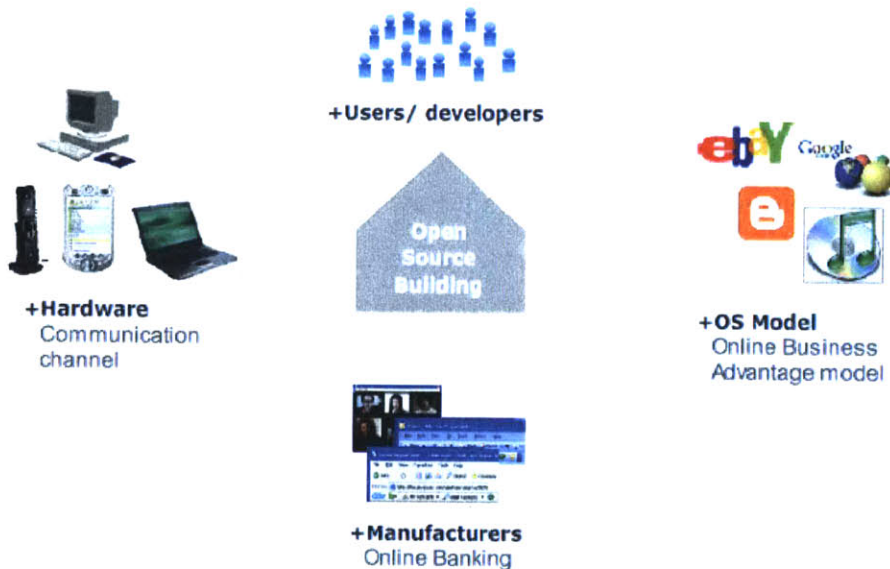 +Users/ developers
ebaY
Google
Open
Source
Building
+Hardware
Communication
channel
+OS Model
Online Business
Advantage model
+Manufacturers
Online Banking